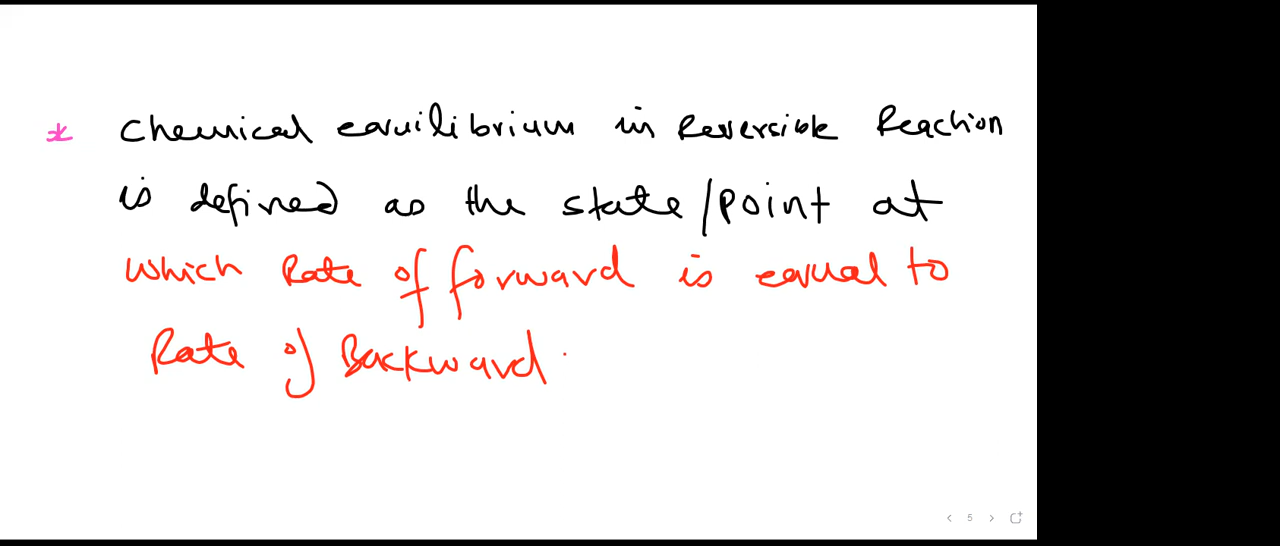 * Chemical equilibrium in Reversible Reaction
is defined as the state/point at
which Rate of forward is equal to
Rate of Backward.
5